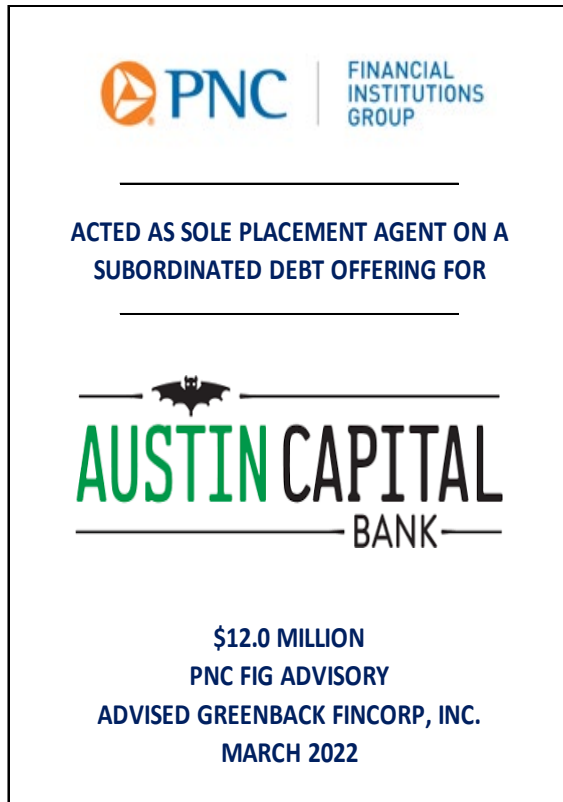 PNC
FINANCIAL
INSTITUTIONS
GROUP
ACTED AS SOLE PLACEMENT AGENT ON A
SUBORDINATED DEBT OFFERING FOR
AUSTIN CAPITAL
BANK
$12.0 MILLION
PNC FIG ADVISORY
ADVISED GREENBACK FINCORP, INC.
MARCH 2022